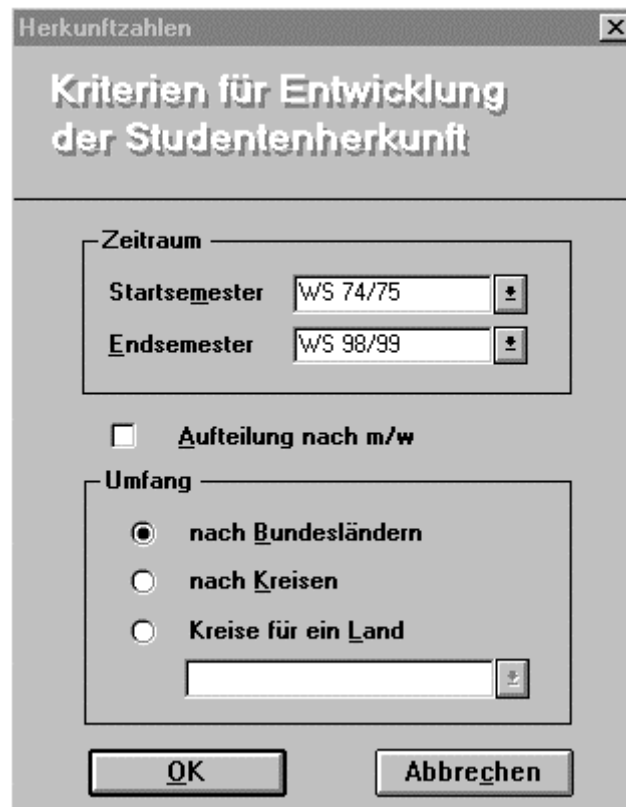 Herkunftzahlen
Kriterien für Entwicklung
der Studentenherkunft
Zeitraum
Startsemester WS 74/75
Endsemester WS 98/99
Aufteilung nach m/w
Umfang
nach Bundesländern
nach Kreisen
Kreise für ein Land
OK Abbrechen